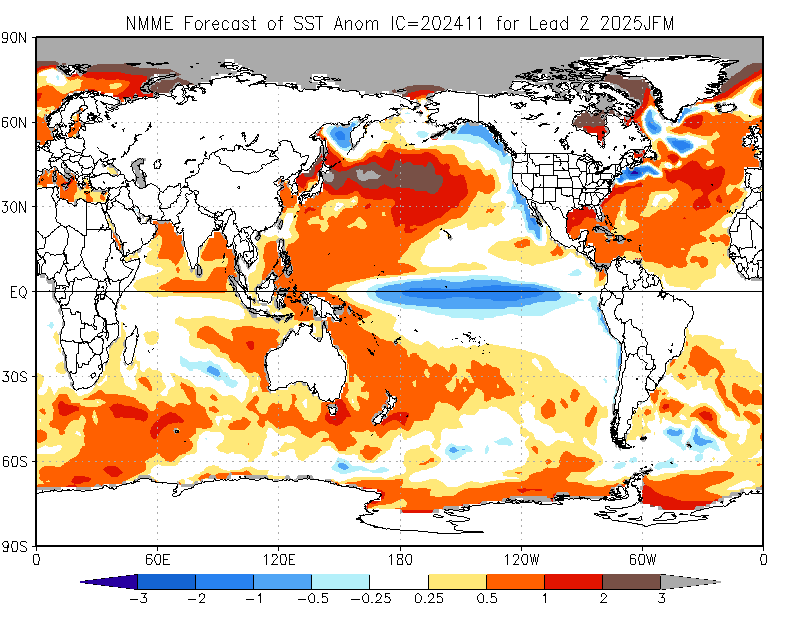 NMME Forecast of SST Anom IC=202411 for Lead 2 2025JFM
90N
60N
30N
EQ
30S
60S
90S
0 60E 120E 180 120W 60W 0
-3 -2 -1 -0.5 -0.25 0.25 0.5 1 2 3